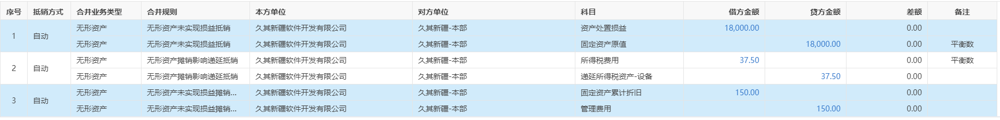 序号 抵销方式 合并业务类型 合并规则 本方单位 对方单位 科目 借方金额 贷方金额 差额 备注
1 自动 无形资产 无形资产未实现损益抵销 久其新疆软件开发有限公司 久其新疆-本部 资产处置损益 18,000.00 0.00
无形资产 无形资产未实现损益抵销 久其新疆软件开发有限公司 久其新疆-本部 固定资产原值 18,000.00 0.00 平衡数
2 自动 无形资产 无形资产摊销影响递延抵销 久其新疆软件开发有限公司 久其新疆-本部 所得税费用 37.50 0.00 平衡数
无形资产 无形资产摊销影响递延抵销 久其新疆软件开发有限公司 久其新疆-本部 递延所得税资产-设备 37.50 0.00
3 自动 无形资产 无形资产未实现损益摊销... 久其新疆软件开发有限公司 久其新疆-本部 固定资产累计折旧 150.00 0.00
无形资产 无形资产未实现损益摊销... 久其新疆软件开发有限公司 久其新疆-本部 管理费用 150.00 0.00